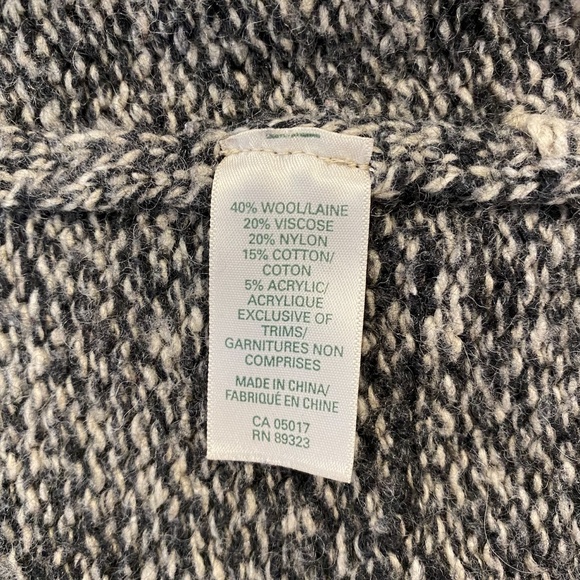 40% WOOL/LAINE
20% VISCOSE
20% NYLON
15% COTTON/
COTON
5% ACRYLIC/
ACRYLIQUE
EXCLUSIVE OF
TRIMS/
GARNITURES NON
COMPRISES
MADE IN CHINA/
FABRIQUÉ EN CHINE
CA 05017
RN 89323